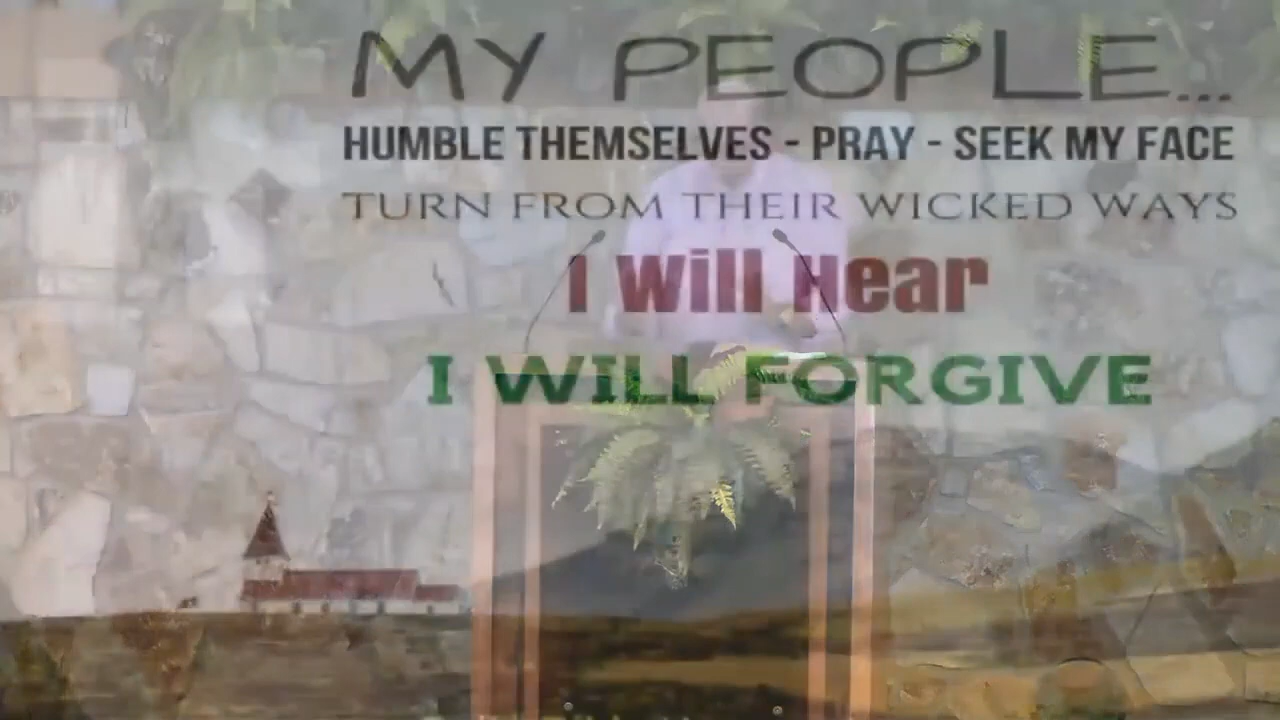 MY PEOPLE...
HUMBLE THEMSELVES - PRAY - SEEK MY FACE
TURN FROM THEIR WICKED WAYS
I will Hear
I WILL FORGIVE